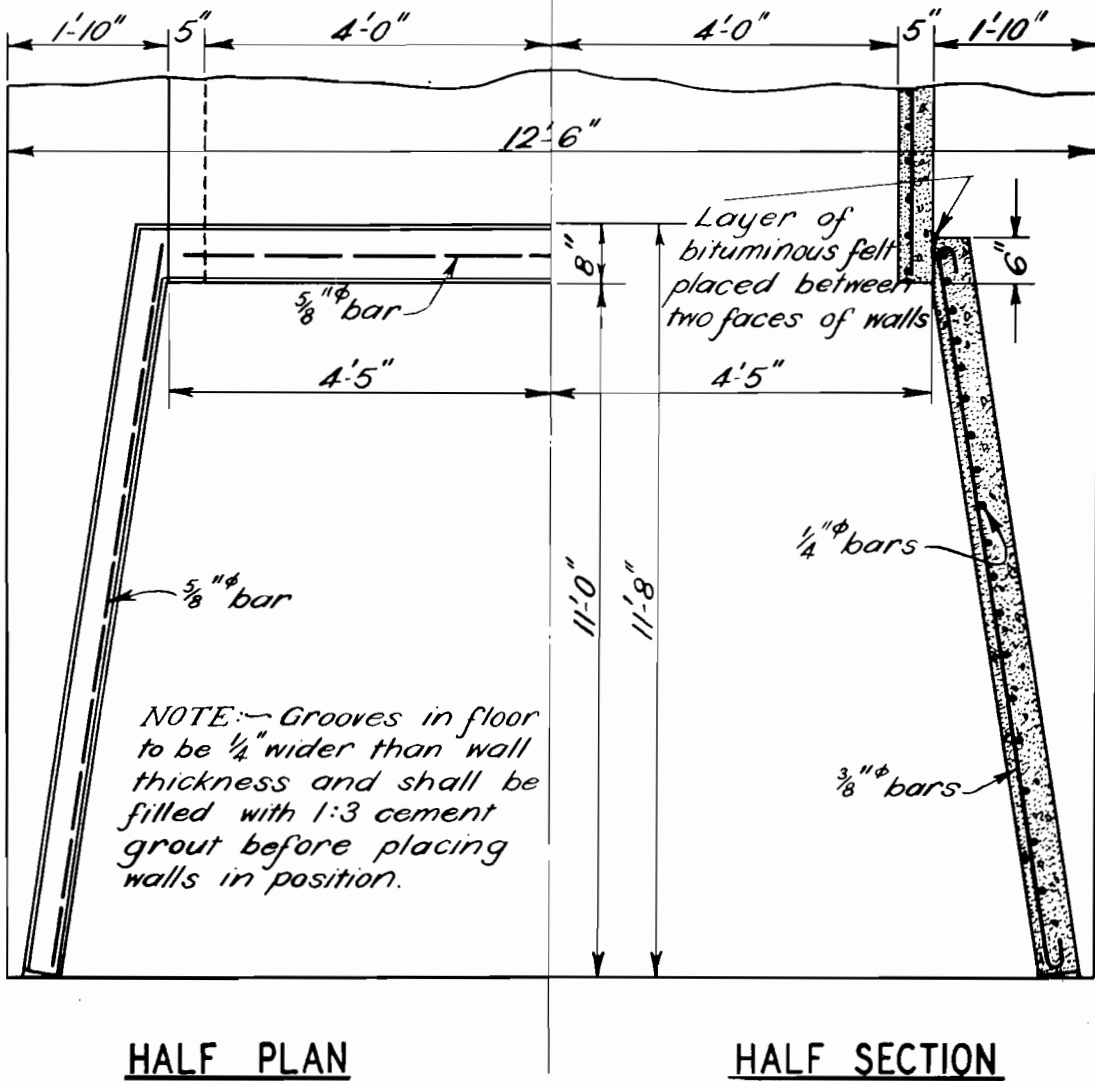 1'-10" 5" 4'-0" 4'-0" 5" 1'-10"
12'-6"
Layer of
bituminous felt
placed between
two faces of walls
8"
6"
5/8"ϕ bar
4'-5" 4'-5"
1/4"ϕ bars
5/8"ϕ bar
11'-0"
11'-8"
NOTE:- Grooves in floor
to be 1/4" wider than wall
thickness and shall be
filled with 1:3 cement
grout before placing
walls in position.
3/8"ϕ bars
HALF PLAN HALF SECTION